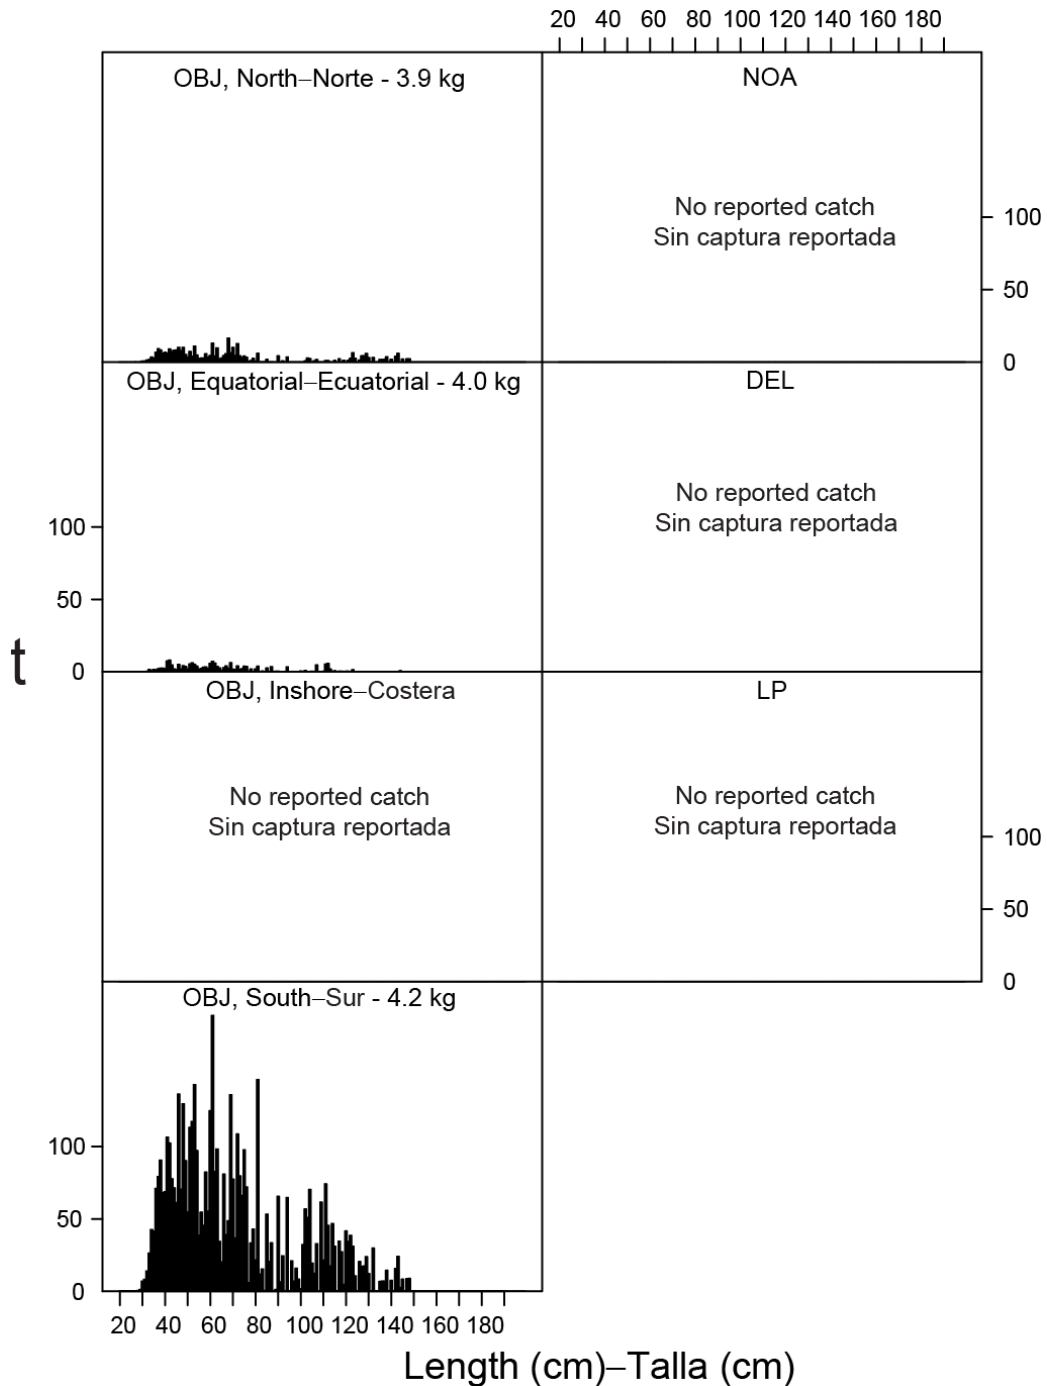 20 40 60 80 100 120 140 160 180
OBJ, North–Norte - 3.9 kg
NOA
No reported catch
Sin captura reportada
100
50
0
OBJ, Equatorial–Ecuatorial - 4.0 kg
DEL
No reported catch
Sin captura reportada
100
50
0
t
OBJ, Inshore–Costera
LP
No reported catch
Sin captura reportada
No reported catch
Sin captura reportada
100
50
0
OBJ, South–Sur - 4.2 kg
100
50
0
20 40 60 80 100 120 140 160 180
Length (cm)–Talla (cm)